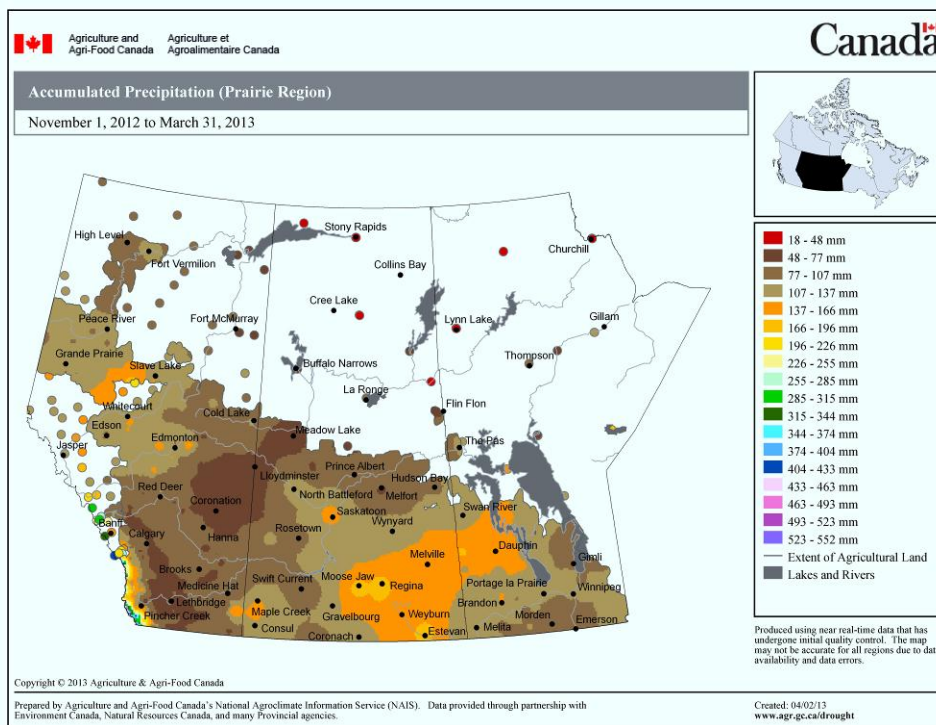 Agriculture and Agriculture et
Agri-Food Canada Agroalimentaire Canada
Canada
Accumulated Precipitation (Prairie Region)
November 1, 2012 to March 31, 2013
High Level
Fort Vermilion
Stony Rapids
Churchill
Collins Bay
Peace River
Fort McMurray
Cree Lake
Lynn Lake
Gillam
Grande Prairie
Slave Lake
Buffalo Narrows
Thompson
La Ronge
Whitecourt
Cold Lake
Flin Flon
Edson
Meadow Lake
Jasper
Edmonton
The Pas
Lloydminster
Prince Albert
Hudson Bay
Red Deer
North Battleford
Melfort
Coronation
Saskatoon
Swan River
Banff
Hanna
Rosetown
Wynyard
Calgary
Dauphin
Melville
Gimli
Brooks
Moose Jaw
Regina
Portage la Prairie
Medicine Hat
Swift Current
Winnipeg
Lethbridge
Brandon
Pincher Creek
Maple Creek
Gravelbourg
Weyburn
Morden
Consul
Estevan
Melita
Emerson
Coronach
18 - 48 mm
48 - 77 mm
77 - 107 mm
107 - 137 mm
137 - 166 mm
166 - 196 mm
196 - 226 mm
226 - 255 mm
255 - 285 mm
285 - 315 mm
315 - 344 mm
344 - 374 mm
374 - 404 mm
404 - 433 mm
433 - 463 mm
463 - 493 mm
493 - 523 mm
523 - 552 mm
Extent of Agricultural Land
Lakes and Rivers
Produced using near real-time data that has
undergone initial quality control. The map
may not be accurate for all regions due to data
availability and data errors.
Copyright © 2013 Agriculture & Agri-Food Canada
Prepared by Agriculture and Agri-Food Canada's National Agroclimate Information Service (NAIS). Data provided through partnership with
Environment Canada, Natural Resources Canada, and many Provincial agencies.
Created: 04/02/13
www.agr.gc.ca/drought